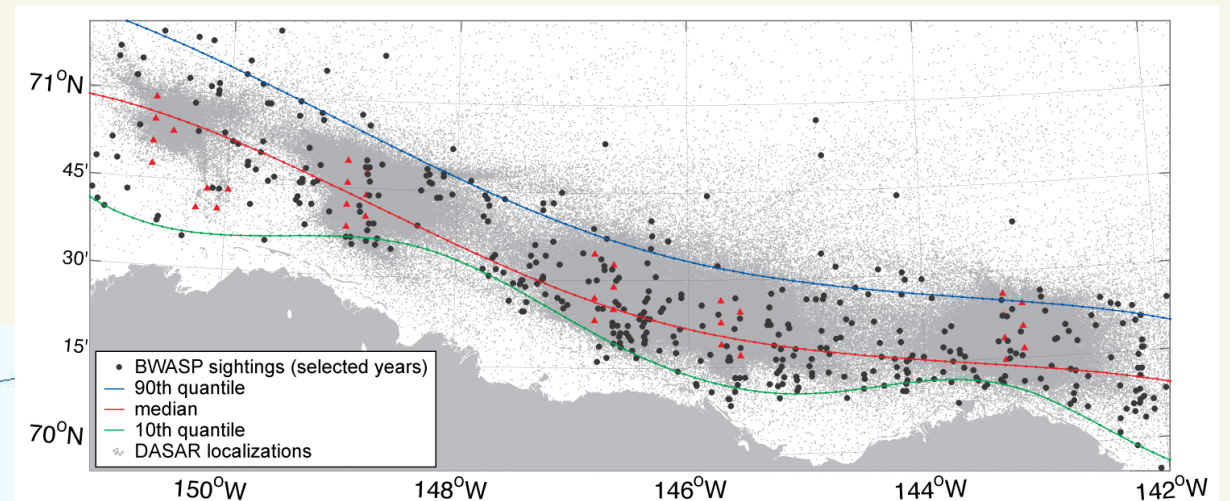 71°N
45'
30'
15'
70°N
BWASP sightings (selected years)
90th quantile
median
10th quantile
DASAR localizations
150°W
148°W
146°W
144°W
142°W